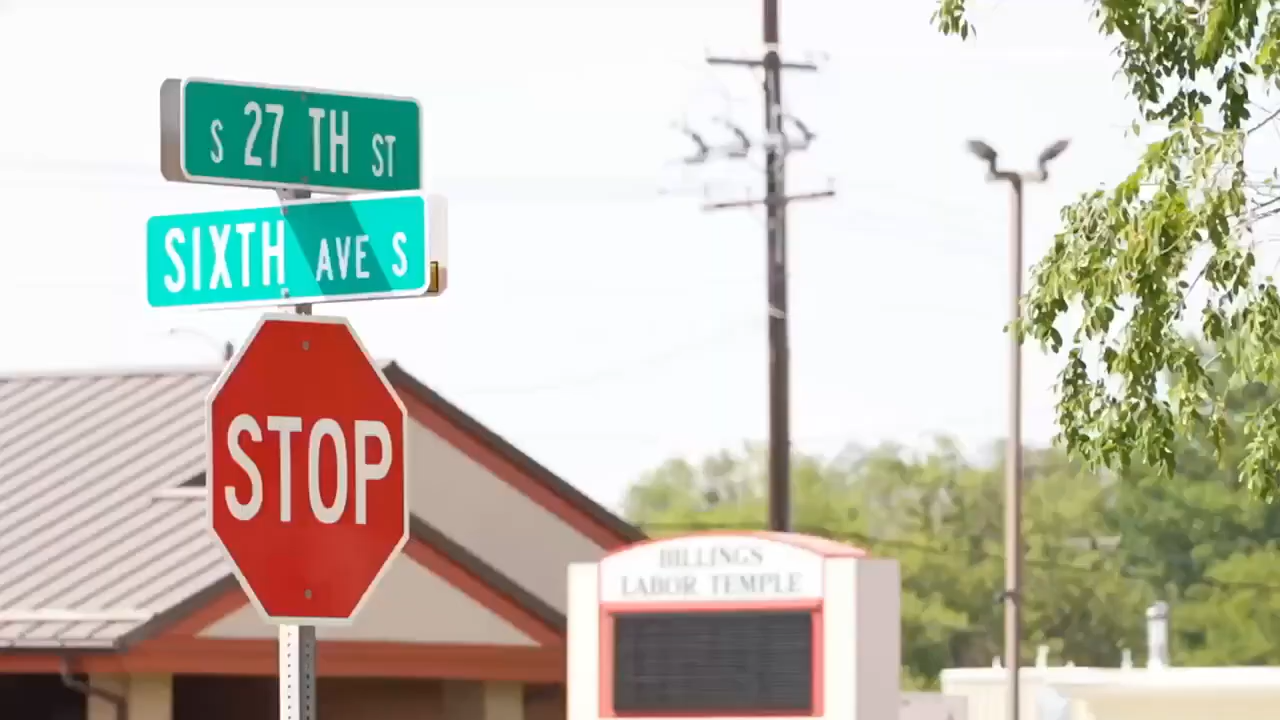 S 27 TH ST
SIXTH AVE S
STOP
BILLINGS
LABOR TEMPLE